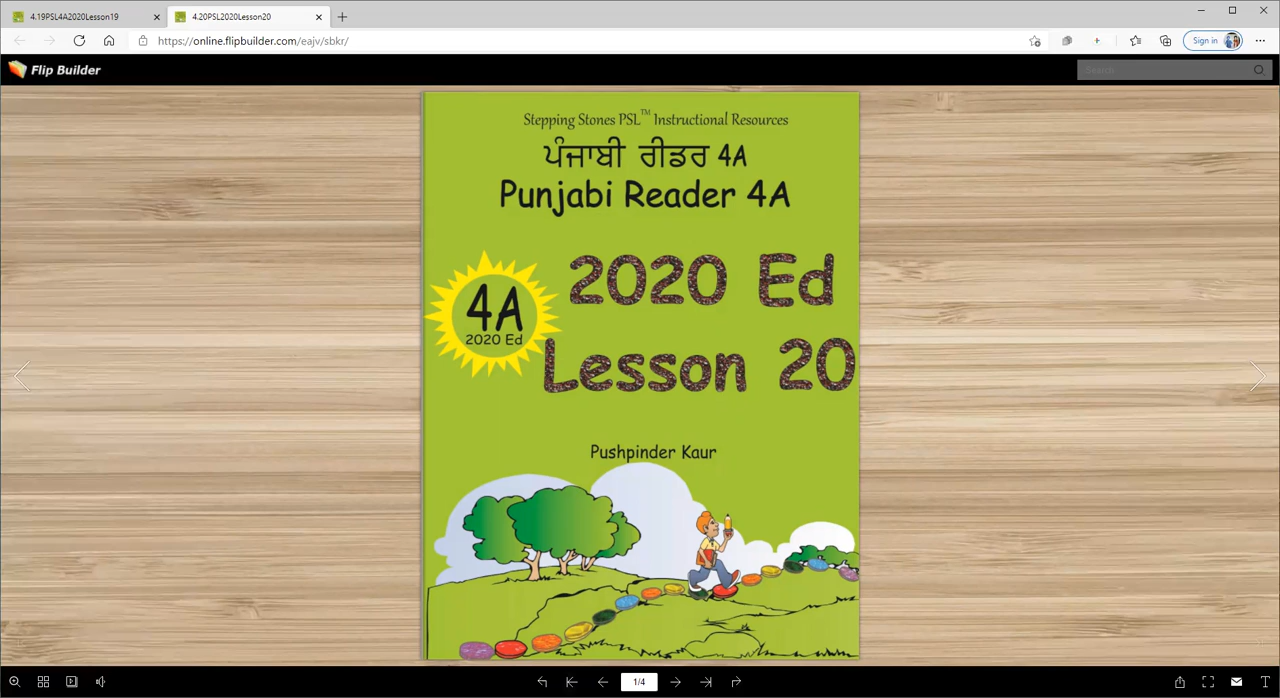 4.19PSL4A2020Lesson19
4.20PSL2020Lesson20
https://online.flipbuilder.com/eajv/sbkr/
Sign in
Flip Builder
Search
Stepping Stones PSL™ Instructional Resources
ਪੰਜਾਬੀ ਰੀਡਰ 4A
Punjabi Reader 4A
2020 Ed
4A
2020 Ed
Lesson 20
Pushpinder Kaur
1/4